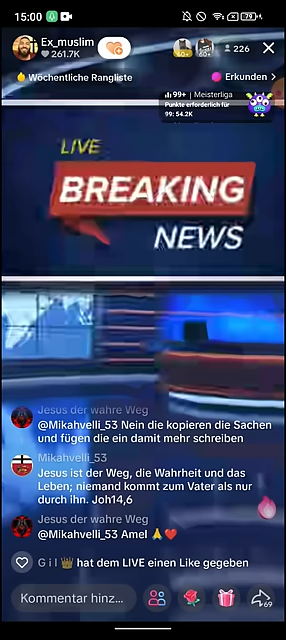 15:00
79
Ex_muslim
261.7K
60+
60+
226
Wöchentliche Rangliste
Erkunden >
99+ | Meisterliga
Punkte erforderlich für
99: 54.2K
LIVE
BREAKING
NEWS
Jesus der wahre Weg
@Mikahvelli_53 Nein die kopieren die Sachen
und fügen die ein damit mehr schreiben
Mikahvelli_53
Jesus ist der Weg, die Wahrheit und das
Leben; niemand kommt zum Vater als nur
durch ihn. Joh14,6
Jesus der wahre Weg
@Mikahvelli_53 Amel 🙏❤️
G i l 👑 hat dem LIVE einen Like gegeben
Kommentar hinz...
69